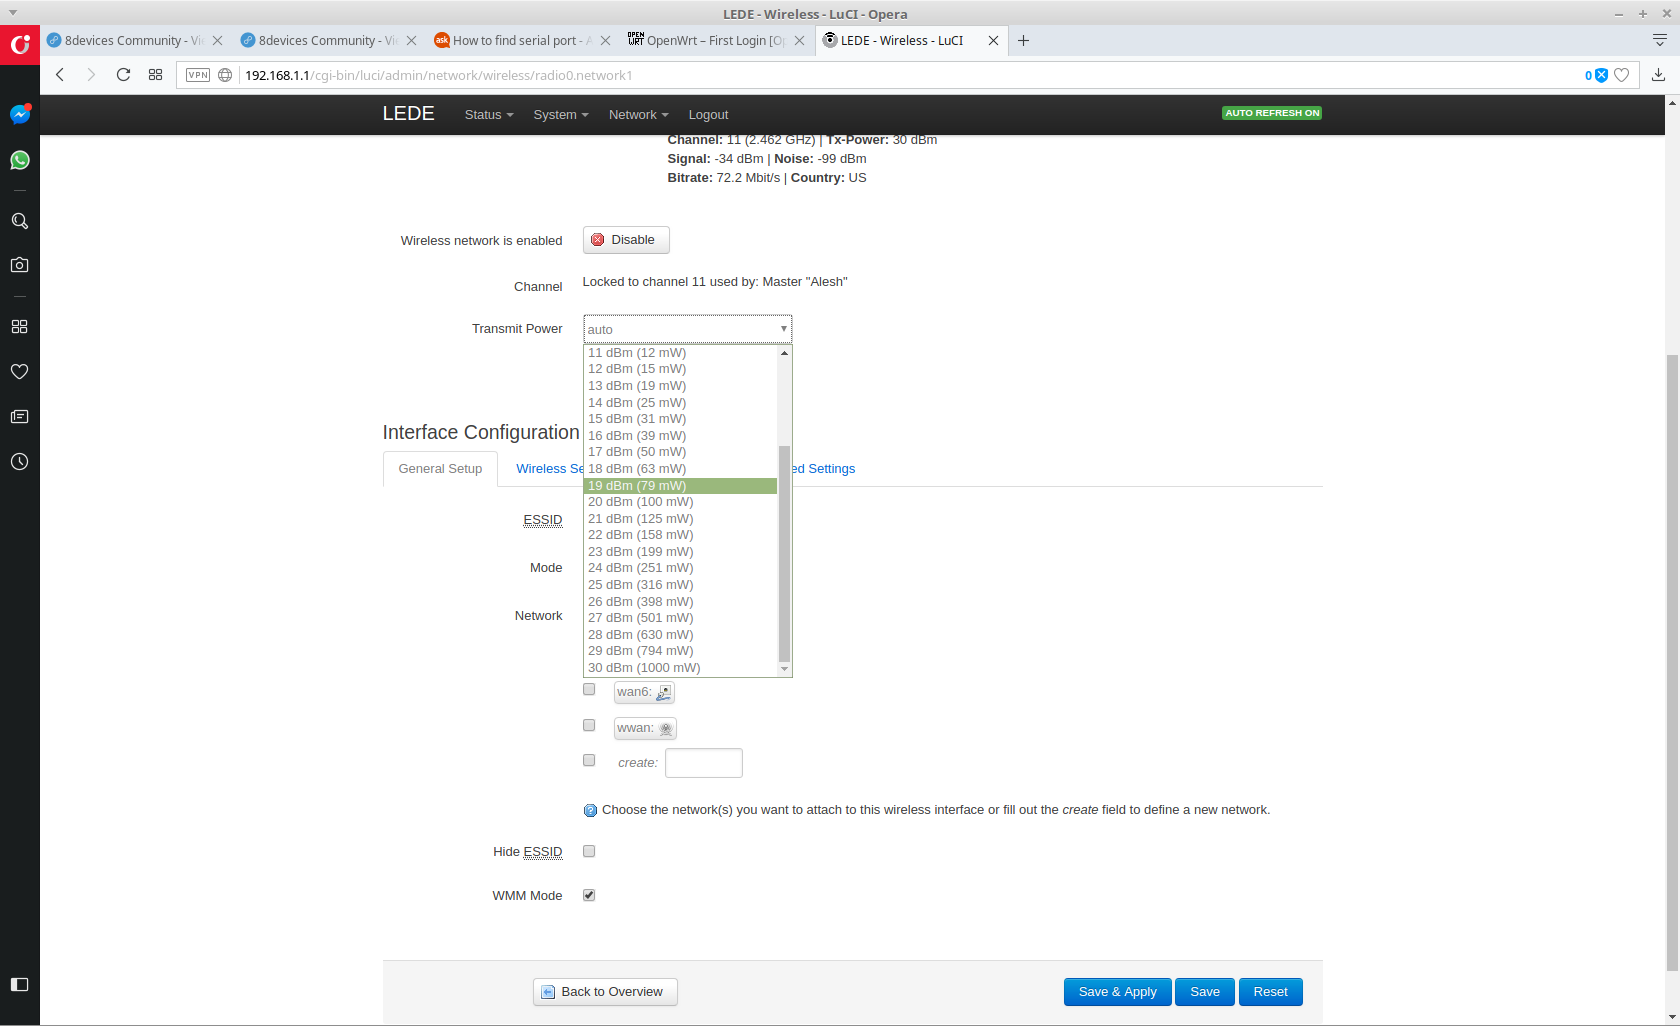 LEDE - Wireless - LuCI - Opera
8devices Community - Vi
8devices Community - Vi
ask How to find serial port - A
OPEN WRT OpenWrt – First Login [O
LEDE - Wireless - LuCI
VPN 192.168.1.1/cgi-bin/luci/admin/network/wireless/radio0.network1 0
LEDE Status System Network Logout AUTO REFRESH ON
Channel: 11 (2.462 GHz) | Tx-Power: 30 dBm
Signal: -34 dBm | Noise: -99 dBm
Bitrate: 72.2 Mbit/s | Country: US
Wireless network is enabled Disable
Channel Locked to channel 11 used by: Master "Alesh"
Transmit Power auto
11 dBm (12 mW)
12 dBm (15 mW)
13 dBm (19 mW)
14 dBm (25 mW)
15 dBm (31 mW)
16 dBm (39 mW)
17 dBm (50 mW)
18 dBm (63 mW)
19 dBm (79 mW)
20 dBm (100 mW)
21 dBm (125 mW)
22 dBm (158 mW)
23 dBm (199 mW)
24 dBm (251 mW)
25 dBm (316 mW)
26 dBm (398 mW)
27 dBm (501 mW)
28 dBm (630 mW)
29 dBm (794 mW)
30 dBm (1000 mW)
Interface Configuration
General Setup Wireless Se ed Settings
ESSID
Mode
Network
wan6:
wwan:
create:
Choose the network(s) you want to attach to this wireless interface or fill out the create field to define a new network.
Hide ESSID
WMM Mode
Back to Overview Save & Apply Save Reset